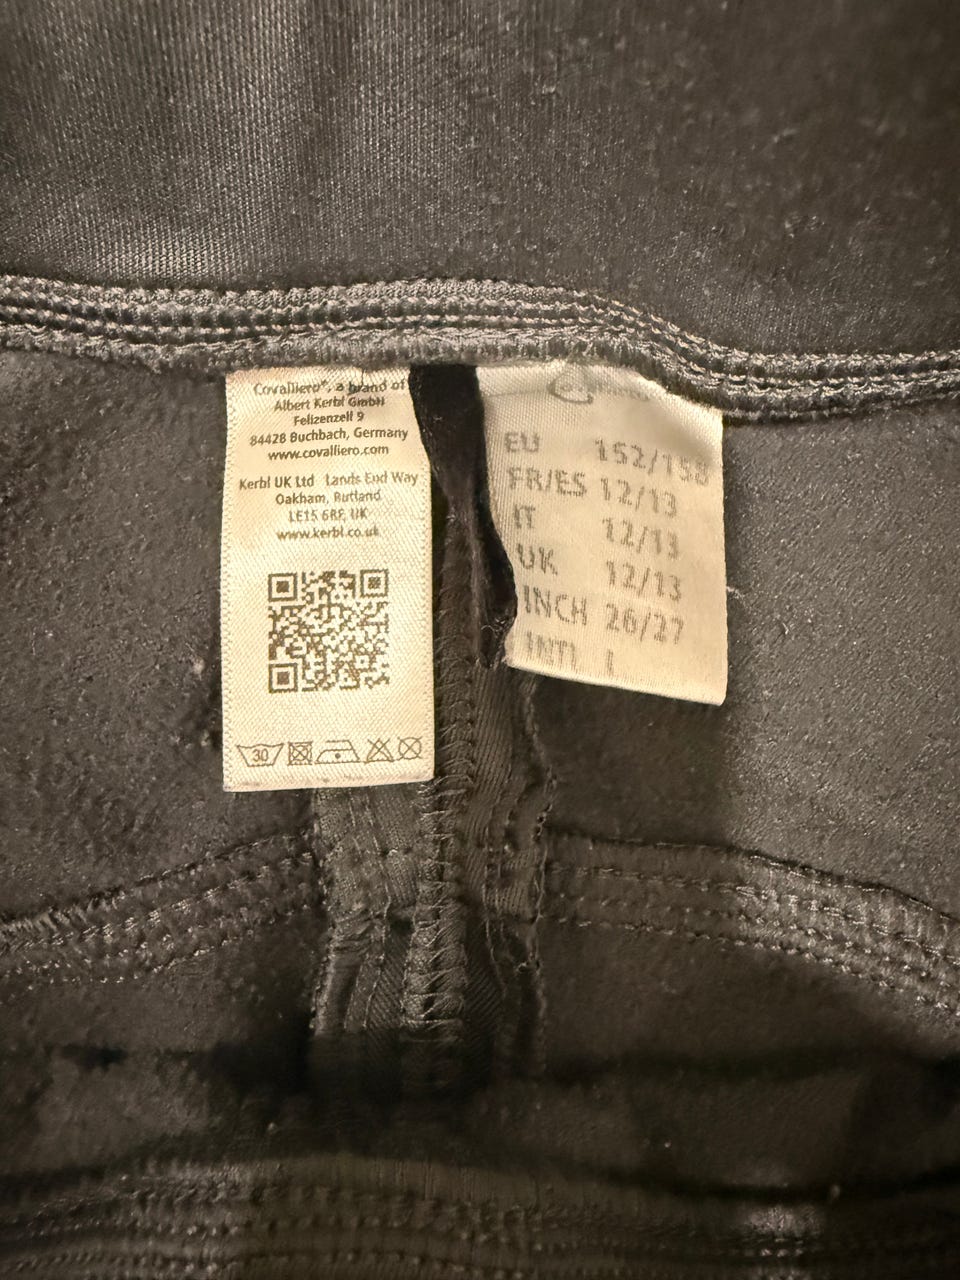 Covalliero®, a brand of
Albert Kerbl GmbH
Felizenzell 9
84428 Buchbach, Germany
www.covalliero.com
Kerbl UK Ltd Lands End Way
Oakham, Rutland
LE15 6RF, UK
www.kerbl.co.uk
30
EU 152/158
FR/ES 12/13
IT 12/13
UK 12/13
INCH 26/27
INTL L